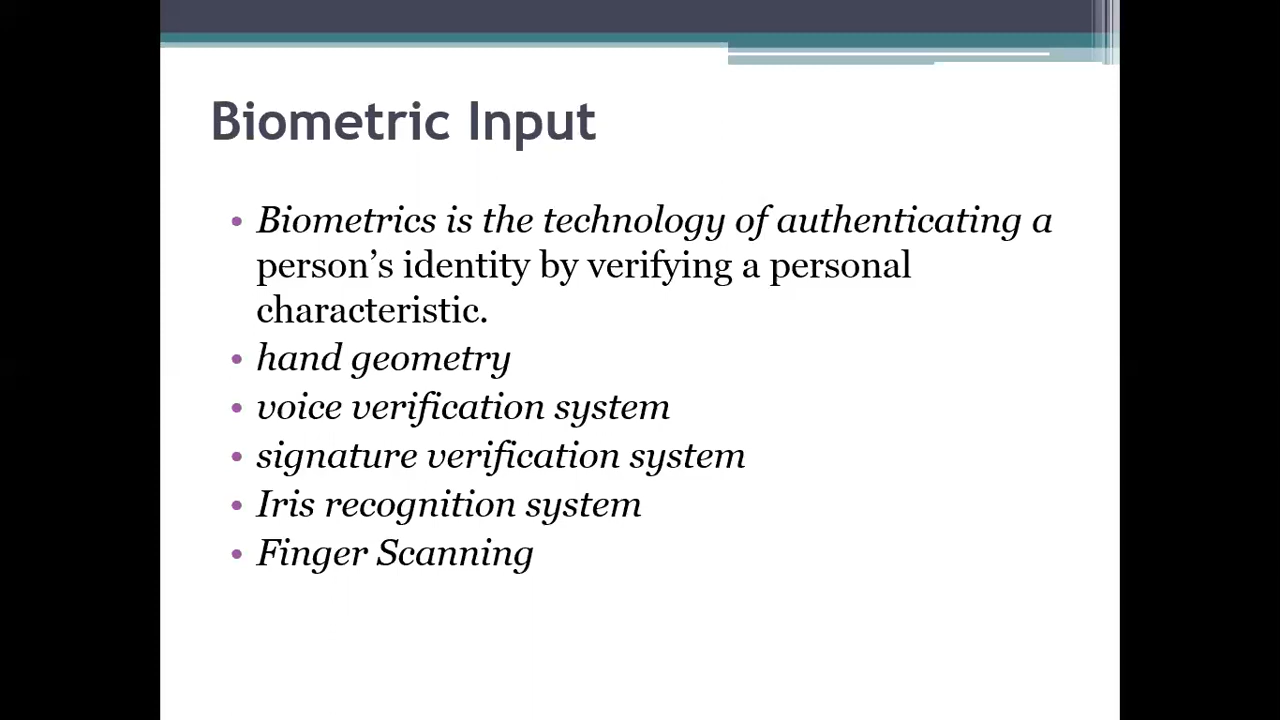 Biometric Input
• Biometrics is the technology of authenticating a
person’s identity by verifying a personal
characteristic.
• hand geometry
• voice verification system
• signature verification system
• Iris recognition system
• Finger Scanning